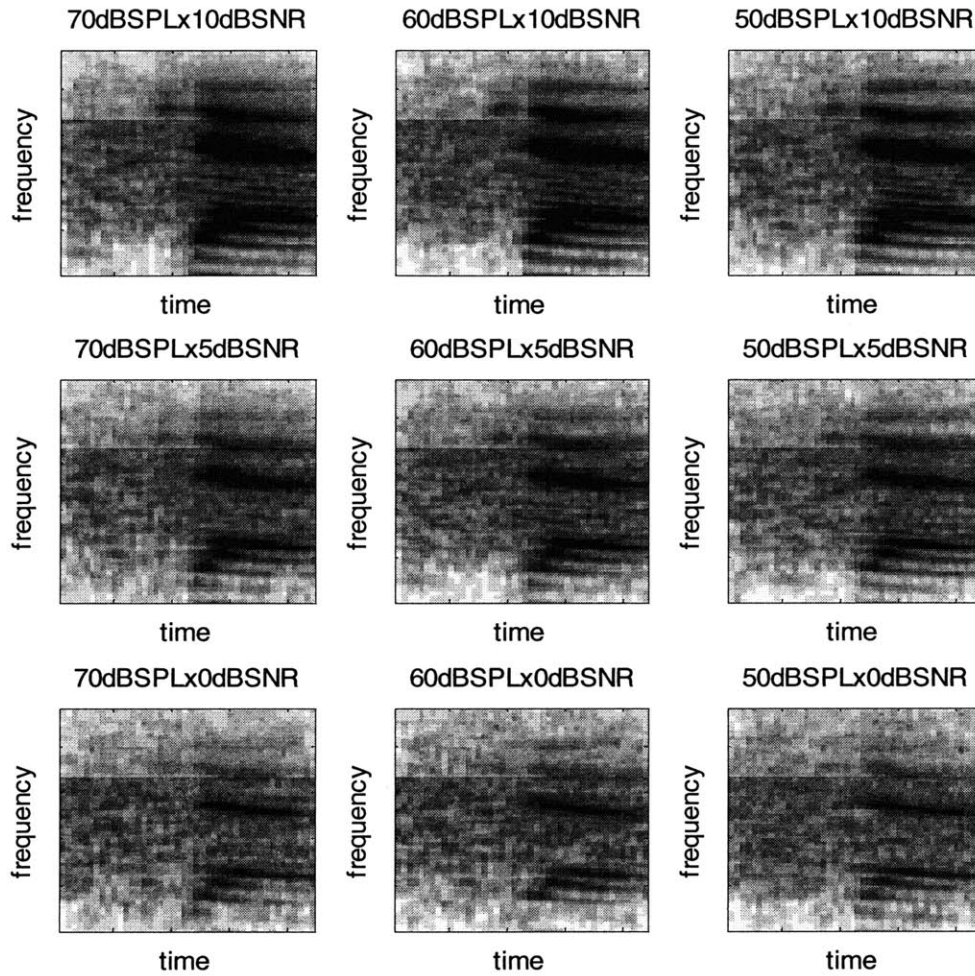 70dBSPLx10dBSNR 60dBSPLx10dBSNR 50dBSPLx10dBSNR
frequency frequency frequency
time time time
70dBSPLx5dBSNR 60dBSPLx5dBSNR 50dBSPLx5dBSNR
frequency frequency frequency
time time time
70dBSPLx0dBSNR 60dBSPLx0dBSNR 50dBSPLx0dBSNR
frequency frequency frequency
time time time